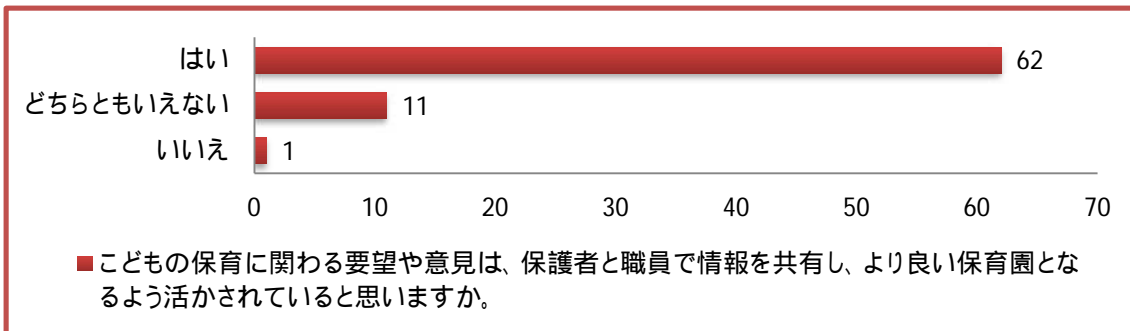 はい 62
どちらともいえない 11
いいえ 1
0 10 20 30 40 50 60 70
こどもの保育に関わる要望や意見は、保護者と職員で情報を共有し、より良い保育園とな
るよう活かされていると思いますか。